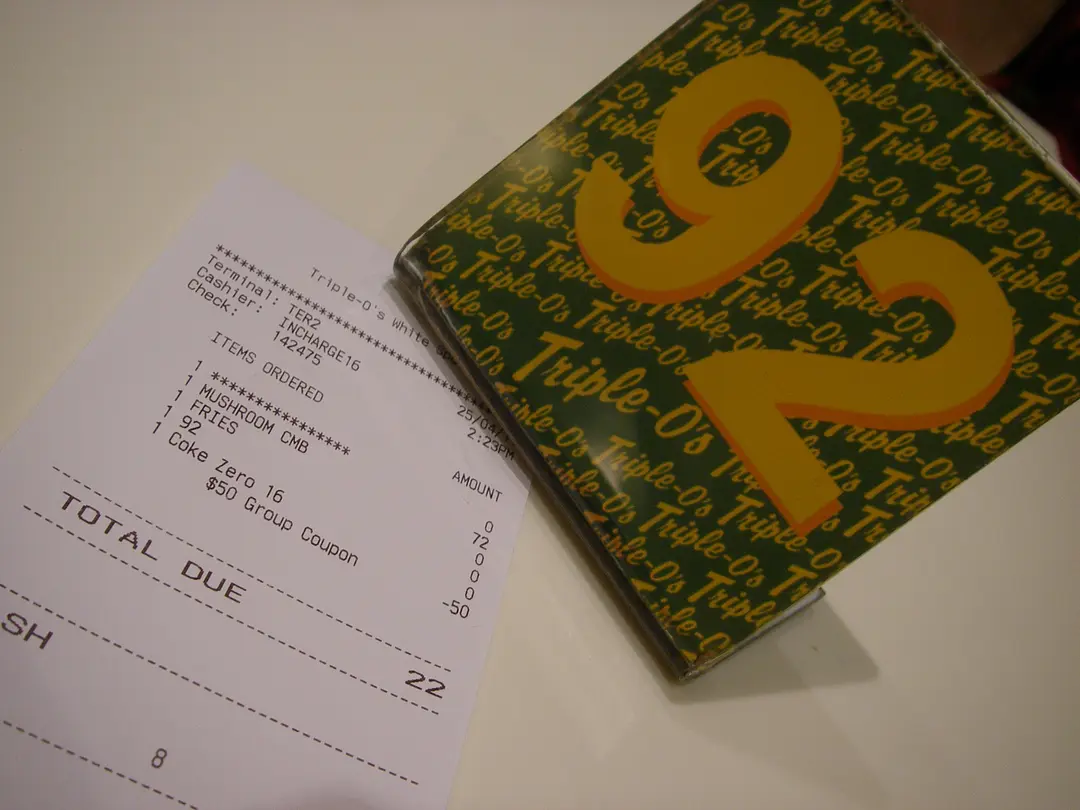 Triple-O's White
**************************
Terminal: TER2
Cashier: INCHARGE16
Check: 142475
25/04/
2:23PM
ITEMS ORDERED AMOUNT
1 **************** 0
1 MUSHROOM CMB 72
1 FRIES 0
1 92 0
1 Coke Zero 16 0
$50 Group Coupon -50
TOTAL DUE 22
SH
8
92
Triple-O's